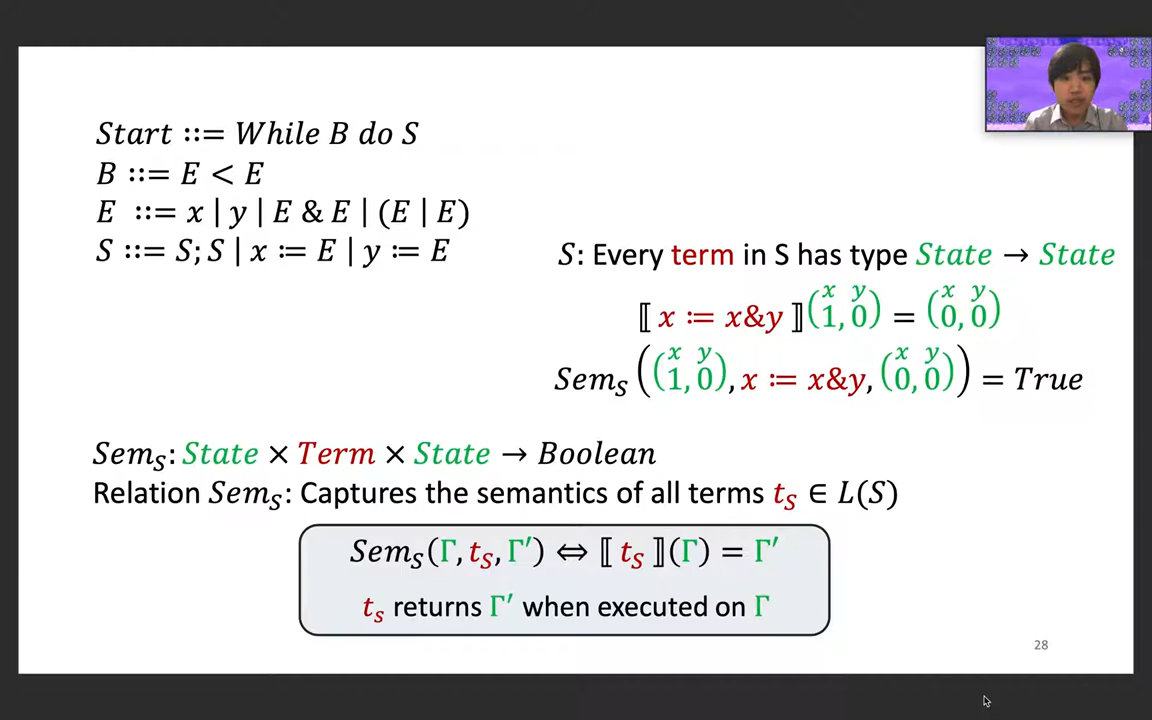 Start ::= While B do S
B ::= E < E
E ::= x | y | E & E | (E | E)
S ::= S; S | x := E | y := E
S: Every term in S has type State → State
x y x y
⟦ x := x&y ⟧(1, 0) = (0, 0)
x y x y
Sem_S ((1, 0), x := x&y, (0, 0)) = True
Sem_S: State × Term × State → Boolean
Relation Sem_S: Captures the semantics of all terms t_S ∈ L(S)
Sem_S(Γ, t_S, Γ′) ⇔ ⟦ t_S ⟧(Γ) = Γ′
t_s returns Γ′ when executed on Γ
28